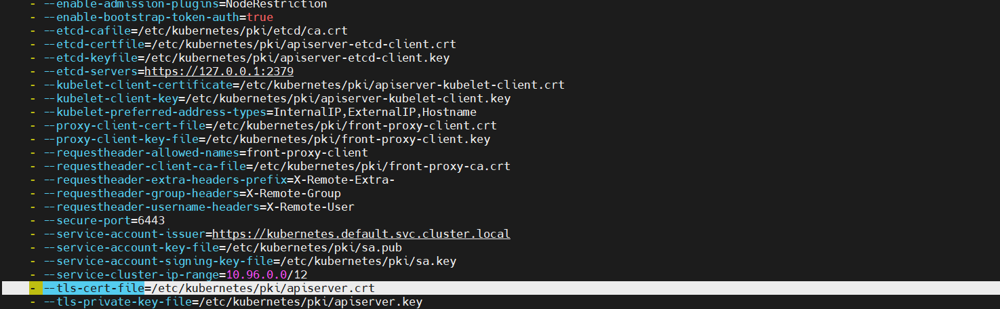 - --enable-admission-plugins=NodeRestriction
- --enable-bootstrap-token-auth=true
- --etcd-cafile=/etc/kubernetes/pki/etcd/ca.crt
- --etcd-certfile=/etc/kubernetes/pki/apiserver-etcd-client.crt
- --etcd-keyfile=/etc/kubernetes/pki/apiserver-etcd-client.key
- --etcd-servers=https://127.0.0.1:2379
- --kubelet-client-certificate=/etc/kubernetes/pki/apiserver-kubelet-client.crt
- --kubelet-client-key=/etc/kubernetes/pki/apiserver-kubelet-client.key
- --kubelet-preferred-address-types=InternalIP,ExternalIP,Hostname
- --proxy-client-cert-file=/etc/kubernetes/pki/front-proxy-client.crt
- --proxy-client-key-file=/etc/kubernetes/pki/front-proxy-client.key
- --requestheader-allowed-names=front-proxy-client
- --requestheader-client-ca-file=/etc/kubernetes/pki/front-proxy-ca.crt
- --requestheader-extra-headers-prefix=X-Remote-Extra-
- --requestheader-group-headers=X-Remote-Group
- --requestheader-username-headers=X-Remote-User
- --secure-port=6443
- --service-account-issuer=https://kubernetes.default.svc.cluster.local
- --service-account-key-file=/etc/kubernetes/pki/sa.pub
- --service-account-signing-key-file=/etc/kubernetes/pki/sa.key
- --service-cluster-ip-range=10.96.0.0/12
- --tls-cert-file=/etc/kubernetes/pki/apiserver.crt
- --tls-private-key-file=/etc/kubernetes/pki/apiserver.key